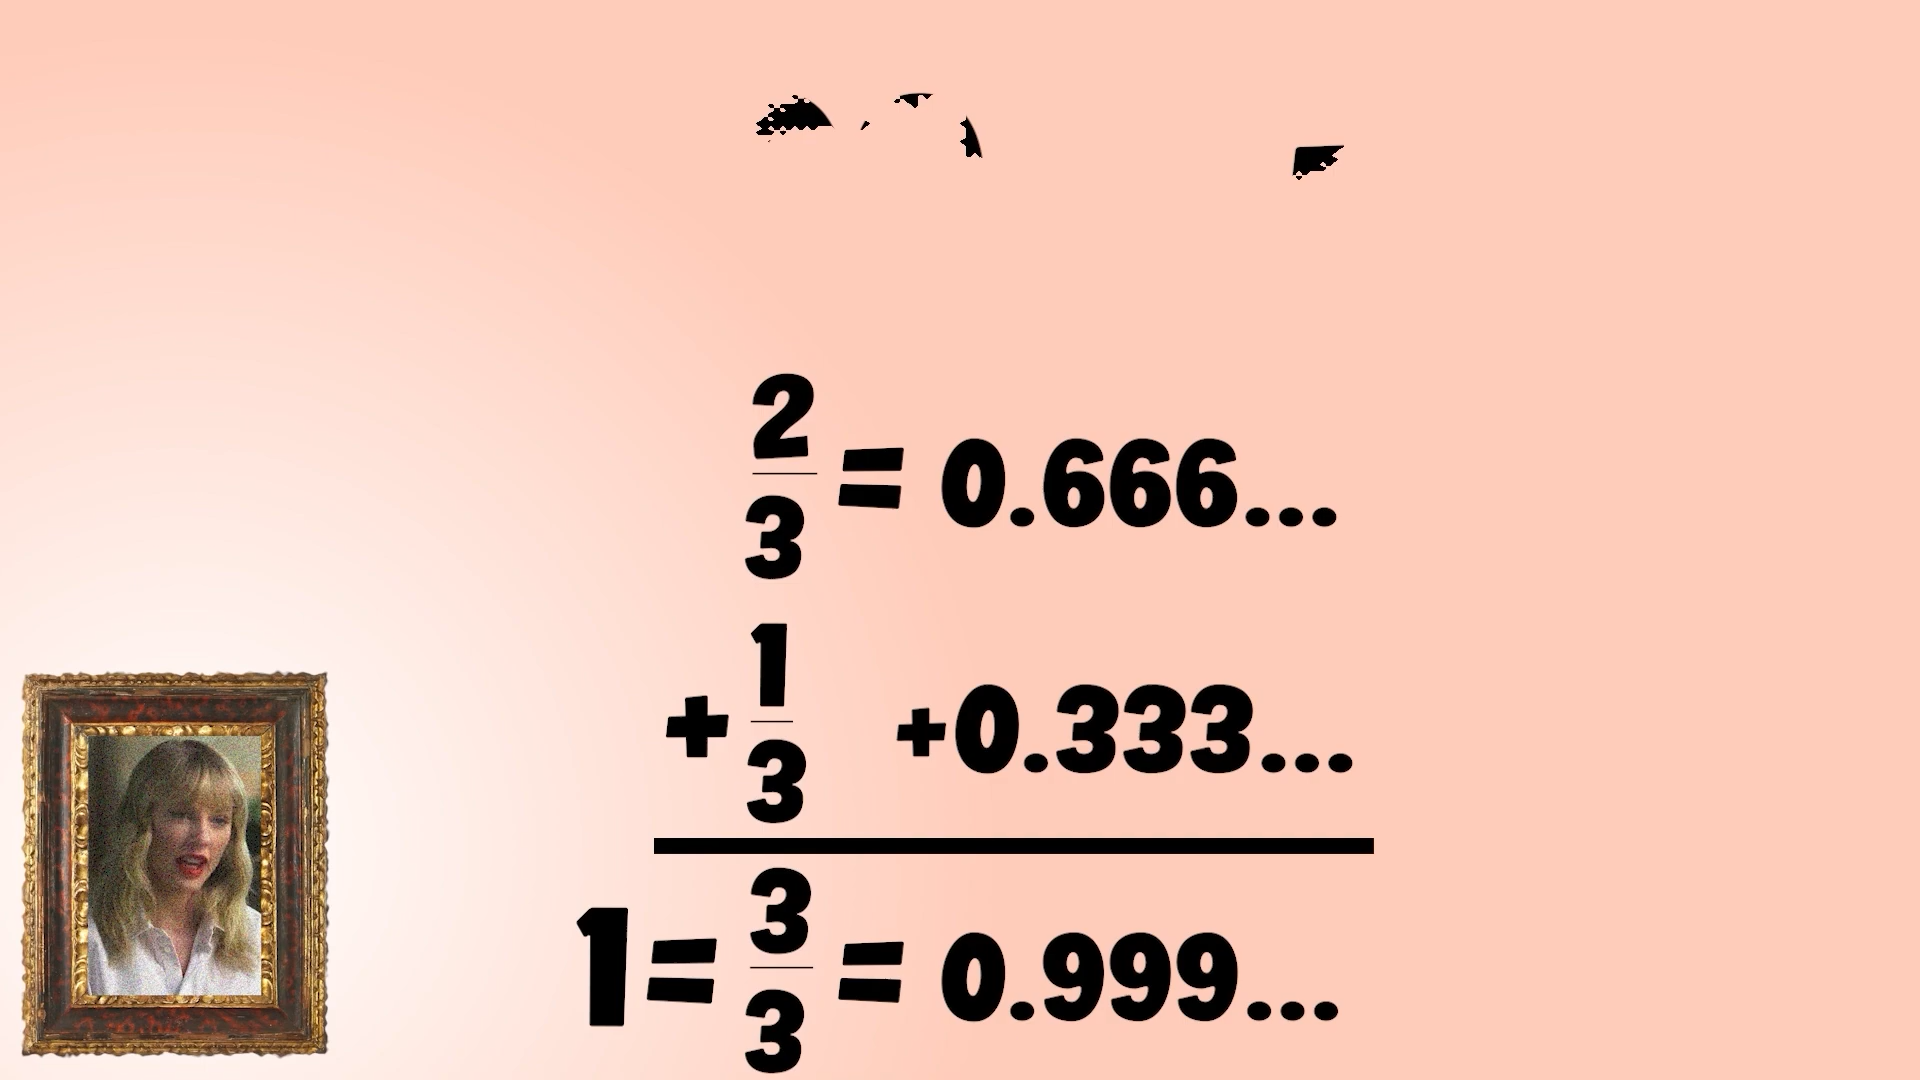 2/3 = 0.666...
+ 1/3 +0.333...
1 = 3/3 = 0.999...